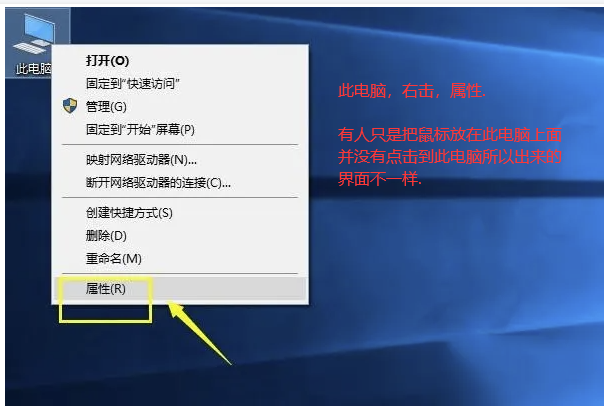 此电脑
打开(O)
固定到"快速访问"
管理(G)
固定到"开始"屏幕(P)
映射网络驱动器(N)...
断开网络驱动器的连接(C)...
创建快捷方式(S)
删除(D)
重命名(M)
属性(R)
此电脑，右击，属性.
有人只是把鼠标放在此电脑上面
并没有点击到此电脑所以出来的
界面不一样.